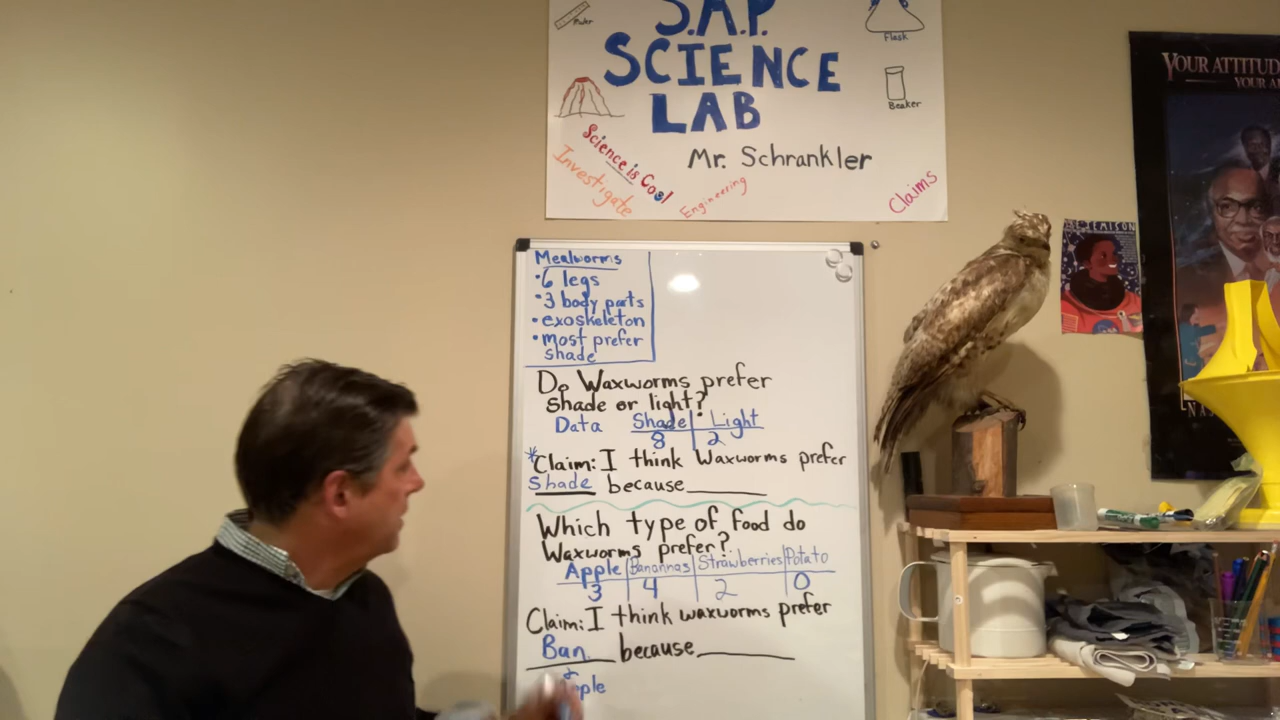 S.A.P.
SCIENCE
LAB
Mr. Schrankler
Flask
Beaker
Science is Cool
Investigate
Engineering
Claims
YOUR ATTITUD
YOUR A
Mealworms
• 6 legs
• 3 body parts
• exoskeleton
• most prefer
shade
Do Waxworms prefer
shade or light?
Data Shade Light
8 2
*Claim: I think Waxworms prefer
Shade because
Which type of food do
Waxworms prefer?
Apple Banannas Strawberries Potato
3 4 2 0
Claim: I think waxworms prefer
Ban. because